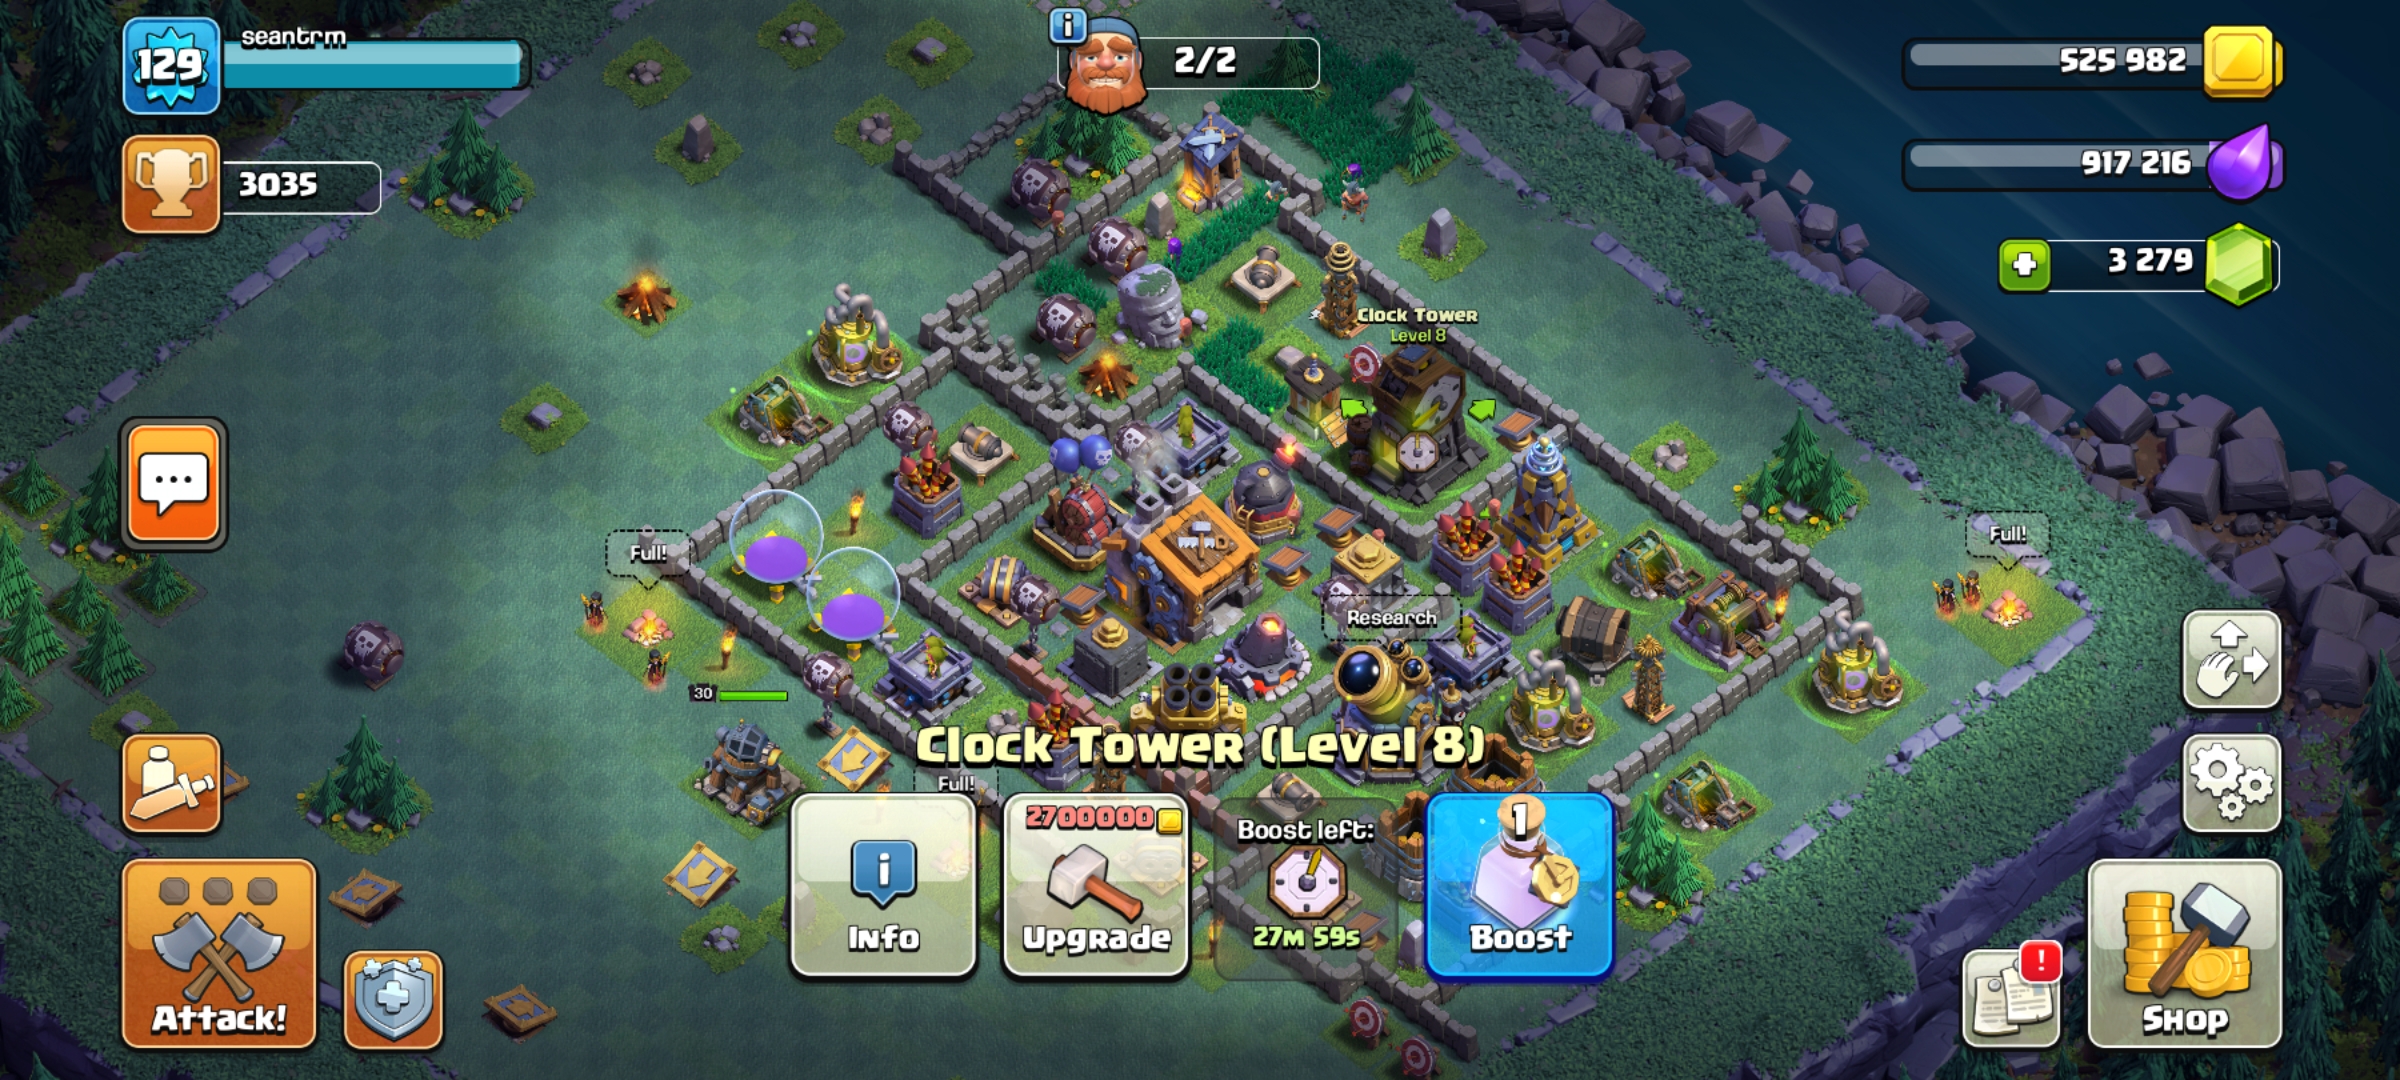 129
seantrm
3035
i
2/2
525 982
917 216
3 279
Clock Tower
Level 8
Full!
Full!
Research
30
Clock Tower (Level 8)
Full!
i
Info
2700000
Upgrade
Boost left:
27M 59s
1
Boost
Attack!
!
Shop